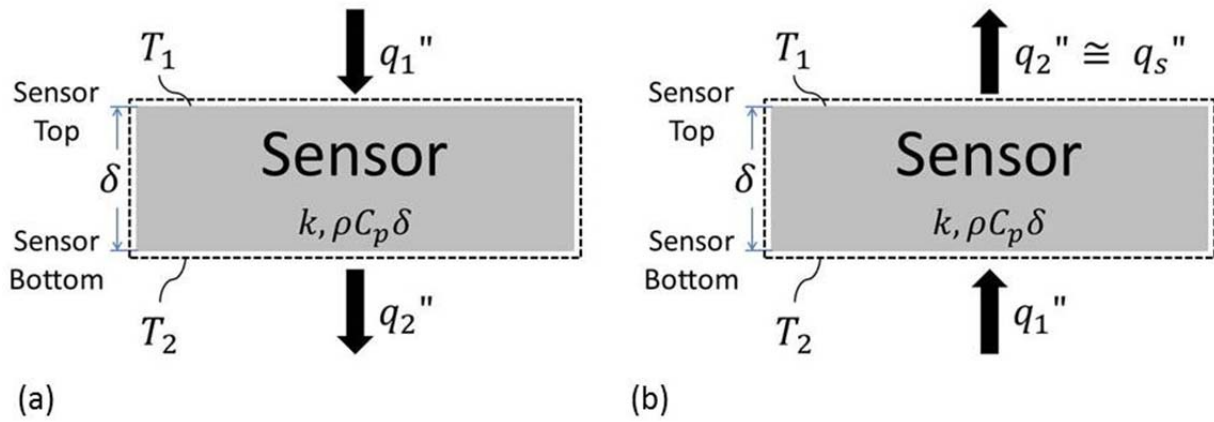 T₁
q₁"
Sensor
Top
Sensor
δ
k, ρCₚδ
Sensor
Bottom
T₂
q₂"
(a)
T₁
q₂" ≅ qₛ"
Sensor
Top
Sensor
δ
k, ρCₚδ
Sensor
Bottom
T₂
q₁"
(b)